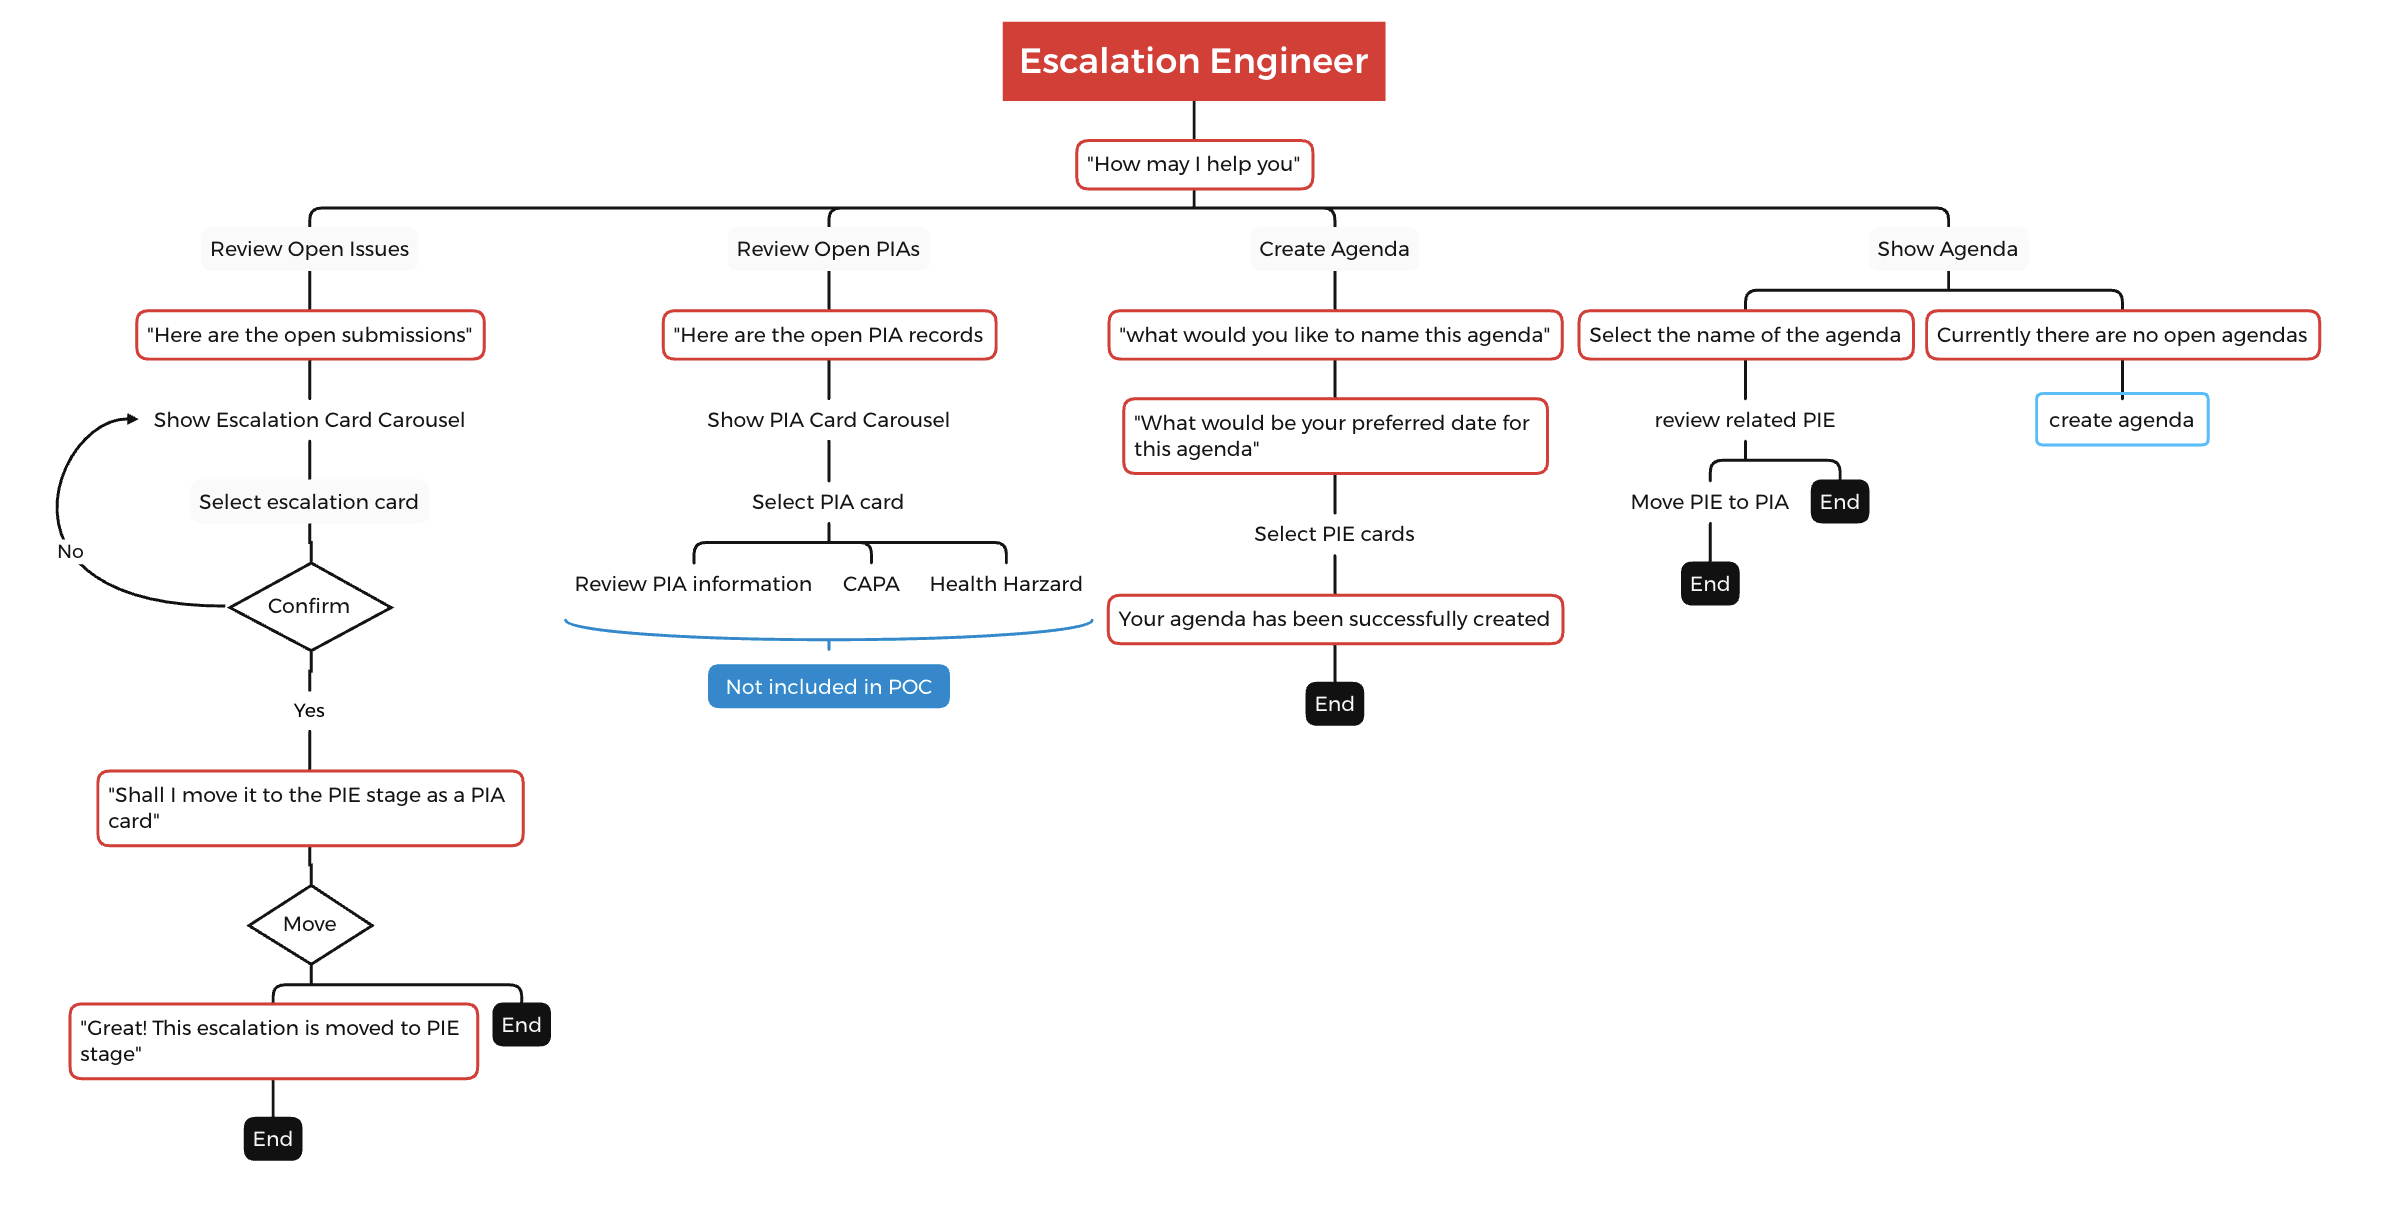 Escalation Engineer
"How may I help you"
Review Open Issues
Review Open PIAs
Create Agenda
Show Agenda
"Here are the open submissions"
"Here are the open PIA records
"what would you like to name this agenda"
Select the name of the agenda
Currently there are no open agendas
Show Escalation Card Carousel
Show PIA Card Carousel
"What would be your preferred date for
this agenda"
review related PIE
create agenda
Select escalation card
Select PIA card
Select PIE cards
Move PIE to PIA
End
No
Confirm
Review PIA information
CAPA
Health Harzard
End
Your agenda has been successfully created
Not included in POC
End
Yes
"Shall I move it to the PIE stage as a PIA
card"
Move
"Great! This escalation is moved to PIE
stage"
End
End